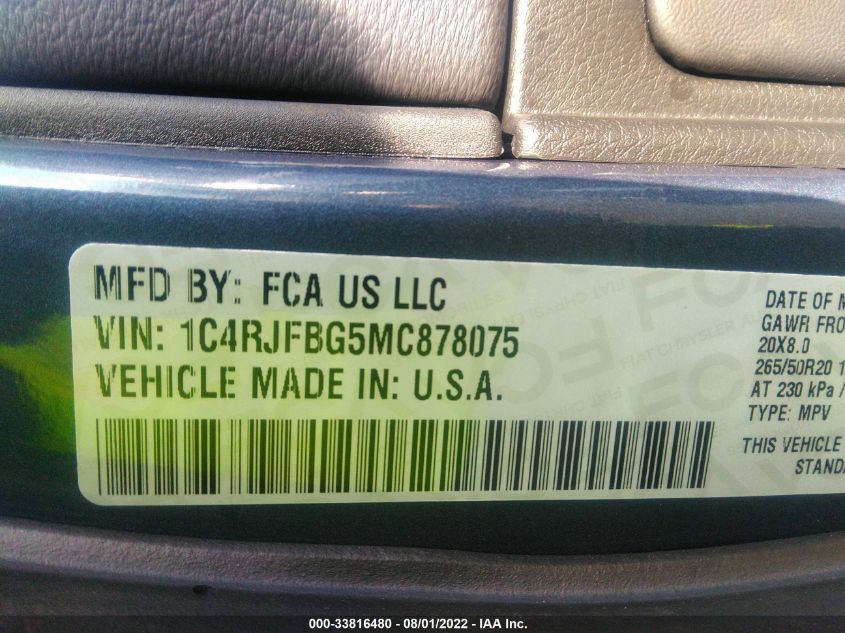 MFD BY: FCA US LLC
VIN: 1C4RJFBG5MC878075
VEHICLE MADE IN: U.S.A.
DATE OF M
GAWR FRO
20X8.0
265/50R20 1
AT 230 kPa /
TYPE: MPV
THIS VEHICLE
STANDA
000-33816480 - 08/01/2022 - IAA Inc.